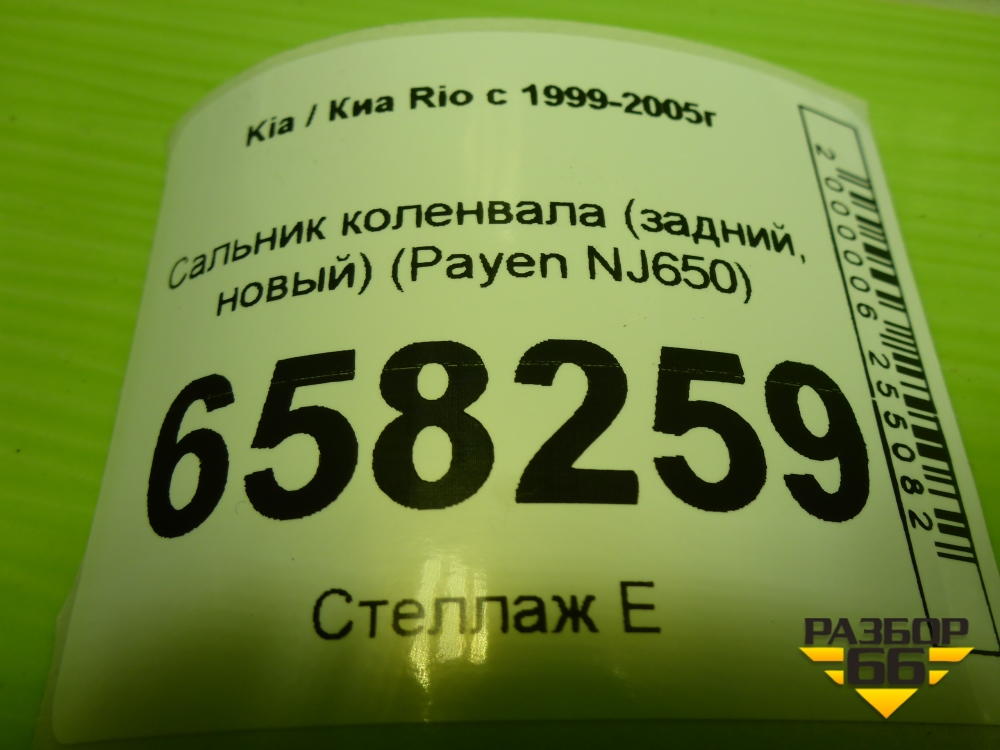 Kia / Киа Rio с 1999-2005г
Сальник коленвала (задний,
новый) (Payen NJ650)
658259
Стеллаж Е
2000006255082
РАЗБОР
66